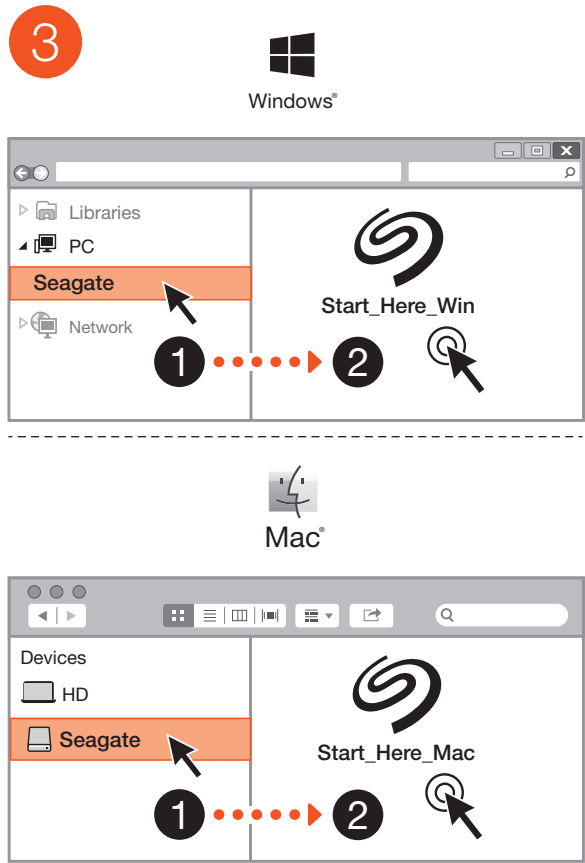 3
Windows®
Libraries
PC
Seagate
Network
Start_Here_Win
1
2
Mac®
Devices
HD
Seagate
Start_Here_Mac
1
2